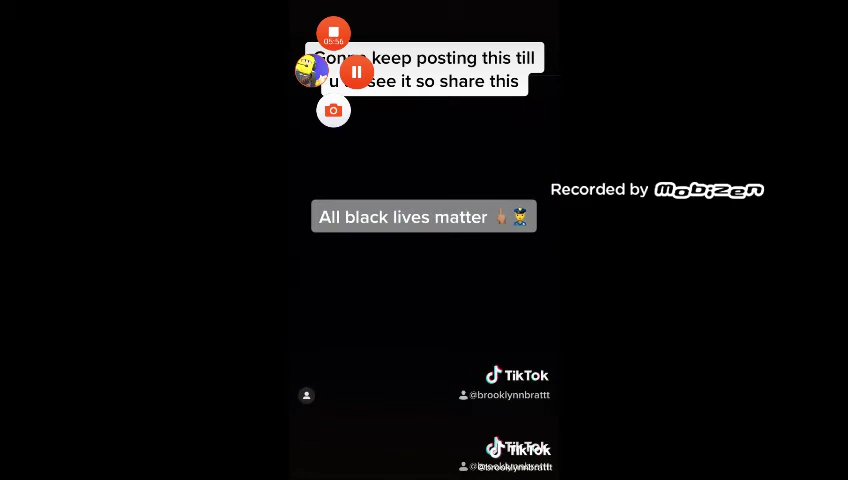 05:56
keep posting this till
u see it so share this
Recorded by mobizen
All black lives matter 🖕🏽👮
TikTok
@brooklynnbrattt
TikTok
@brooklynnbrattt